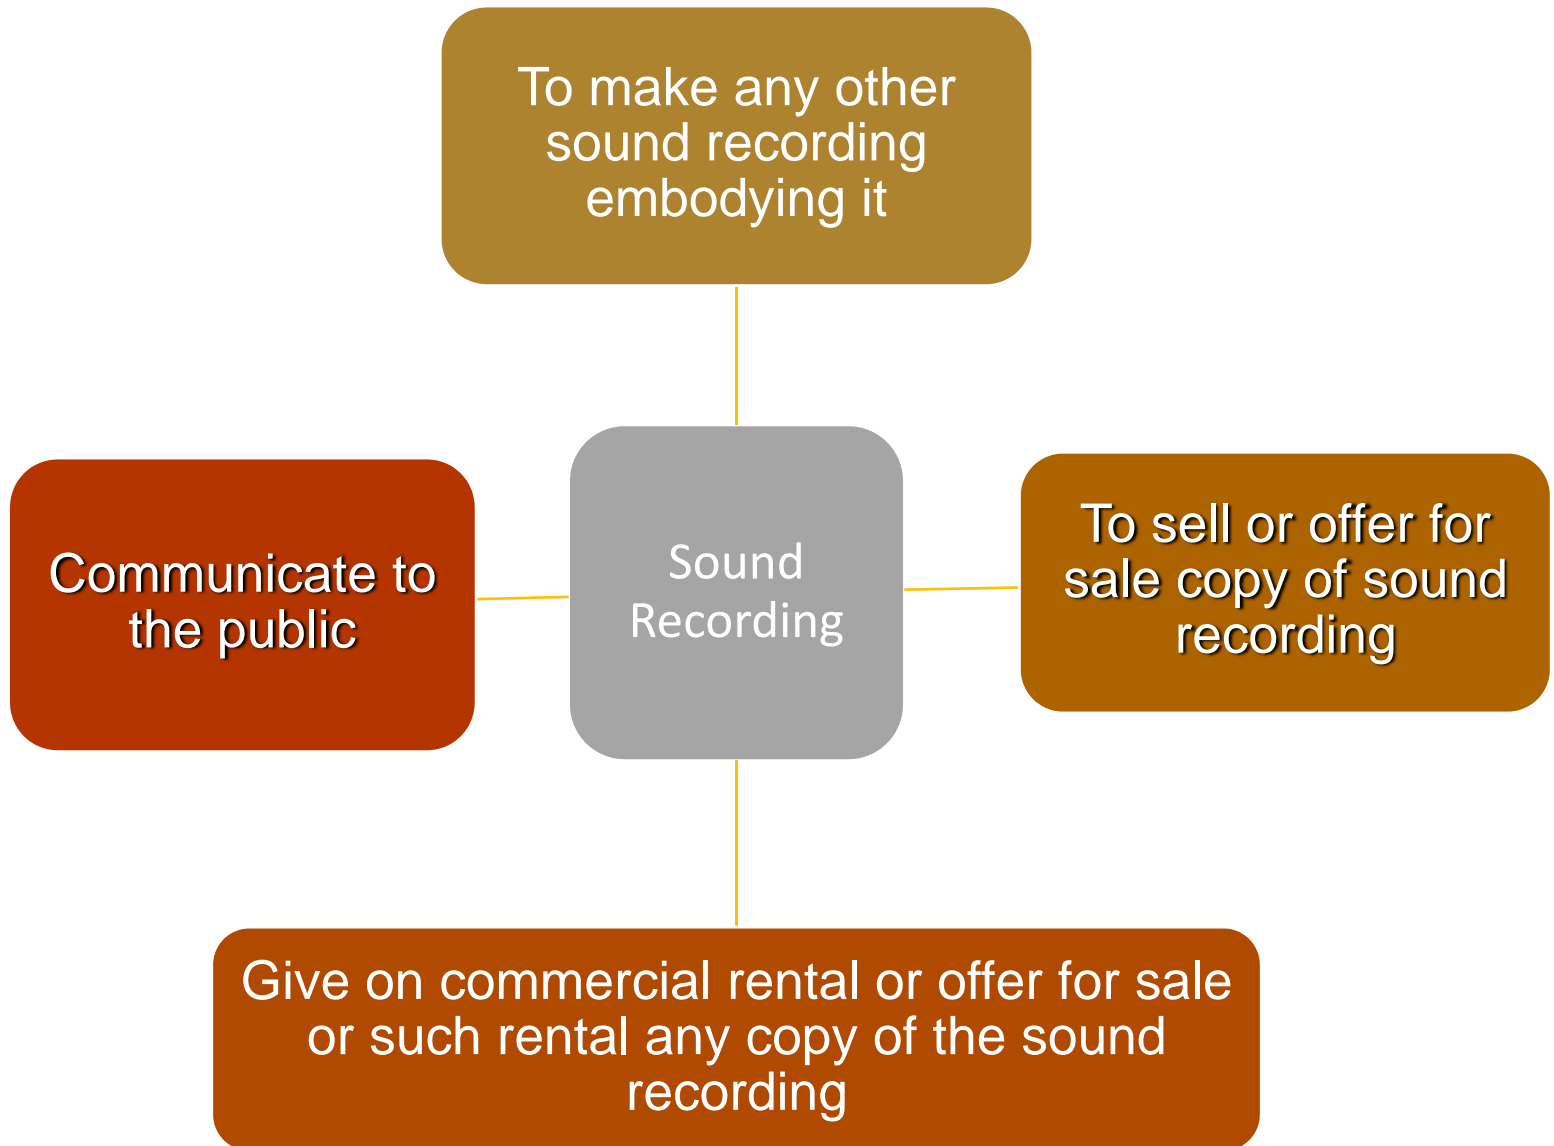 To make any other
sound recording
embodying it
Communicate to
the public
Sound
Recording
To sell or offer for
sale copy of sound
recording
Give on commercial rental or offer for sale
or such rental any copy of the sound
recording